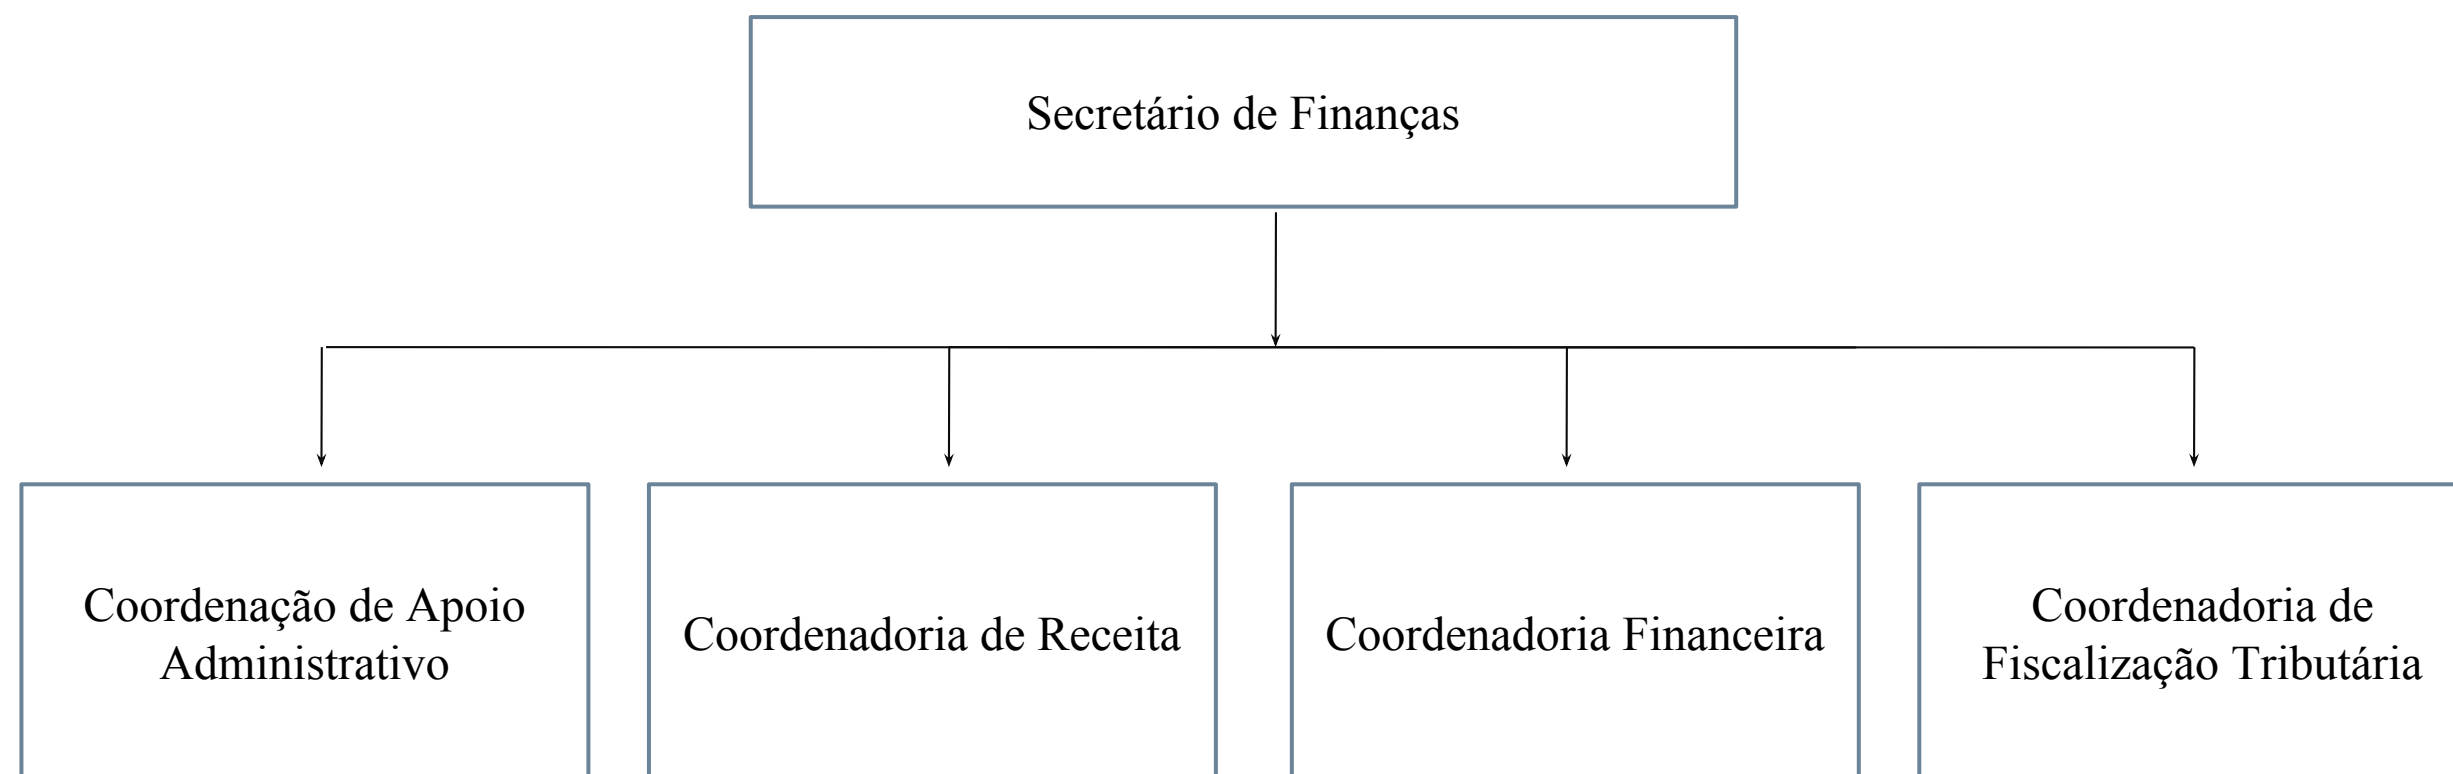 Secretário de Finanças
Coordenação de Apoio
Administrativo
Coordenadoria de Receita
Coordenadoria Financeira
Coordenadoria de
Fiscalização Tributária